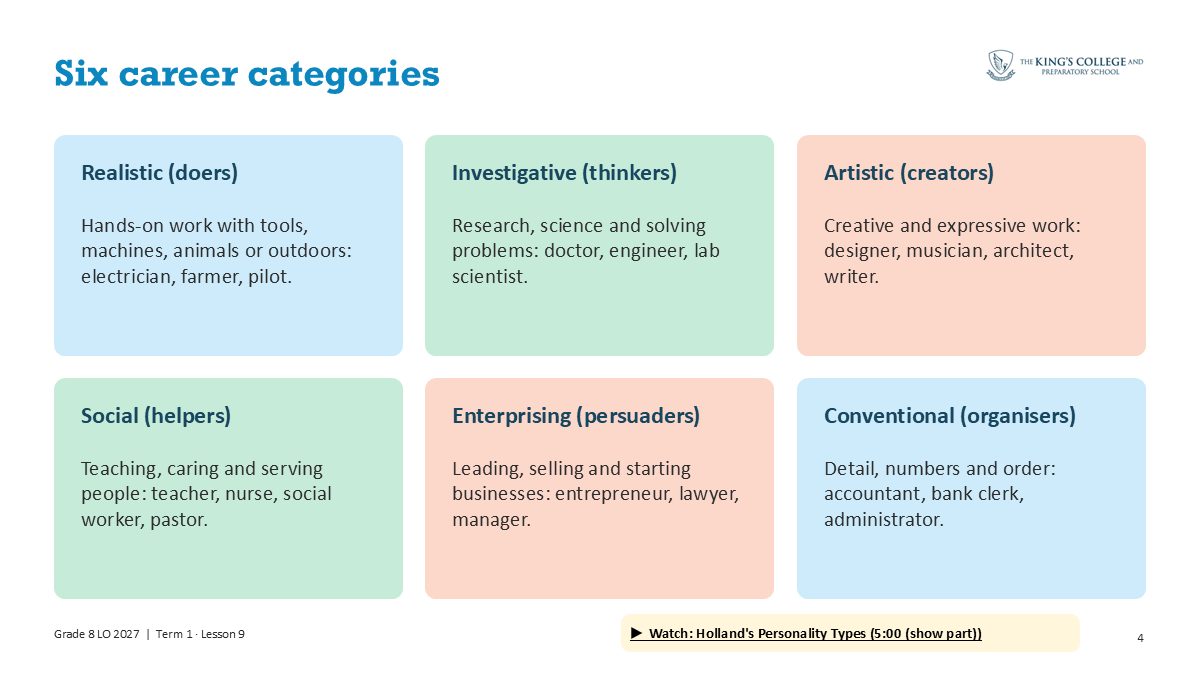 Six career categories
THE KING'S COLLEGE AND
PREPARATORY SCHOOL
Realistic (doers)
Hands-on work with tools,
machines, animals or outdoors:
electrician, farmer, pilot.
Investigative (thinkers)
Research, science and solving
problems: doctor, engineer, lab
scientist.
Artistic (creators)
Creative and expressive work:
designer, musician, architect,
writer.
Social (helpers)
Teaching, caring and serving
people: teacher, nurse, social
worker, pastor.
Enterprising (persuaders)
Leading, selling and starting
businesses: entrepreneur, lawyer,
manager.
Conventional (organisers)
Detail, numbers and order:
accountant, bank clerk,
administrator.
Grade 8 LO 2027 | Term 1 · Lesson 9
▶ Watch: Holland's Personality Types (5:00 (show part))
4